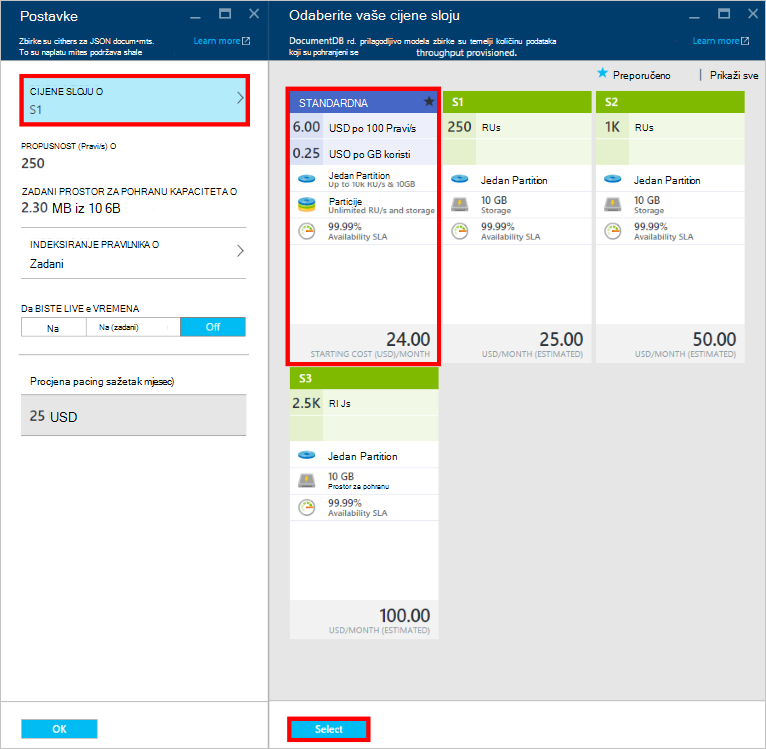 Postavke
Zbirke su cithers za JSON docum•mts.
To su naplatu mites podržava shale
Learn more
CIJENE SLOJU O
S1
PROPUSNOST (Pravi/s) O
250
ZADANI PROSTOR ZA POHRANU KAPACITETA O
2.30 MB iz 10 6B
INDEKSIRANJE PRAVILNIKA O
Zadani
Da BISTE LIVE e VREMENA
Na
Na (zadani)
Off
Procjena pacing sažetak mjesec)
25 USD
OK
Odaberite vaše cijene sloju
DocumentDB rd. prilagodljivo modela zbirke su temelji količinu podataka
koji su pohranjeni se throughput provisioned.
Learn more
Preporučeno | Prikaži sve
STANDARDNA
6.00 USD po 100 Pravi/s
0.25 USO po GB koristi
Jedan Partition
Up to 10K RU/s & 10GB
Particije
Unlimited RU/s and storage
99.99%
Availability SLA
24.00
STARTING COST (USD)/MONTH
S1
250 RUs
Jedan Partition
10 GB
Storage
99.99%
Availability SLA
25.00
USD/MONTH (ESTIMATED)
S2
1K RUs
Jedan Partition
10 GB
Storage
99.99%
Availability SLA
50.00
USD/MONTH (ESTIMATED)
S3
2.5K RI Js
Jedan Partition
10 GB
Prostor za pohranu
99.99%
Availability SLA
100.00
USD/MONTH (ESTIMATED)
Select